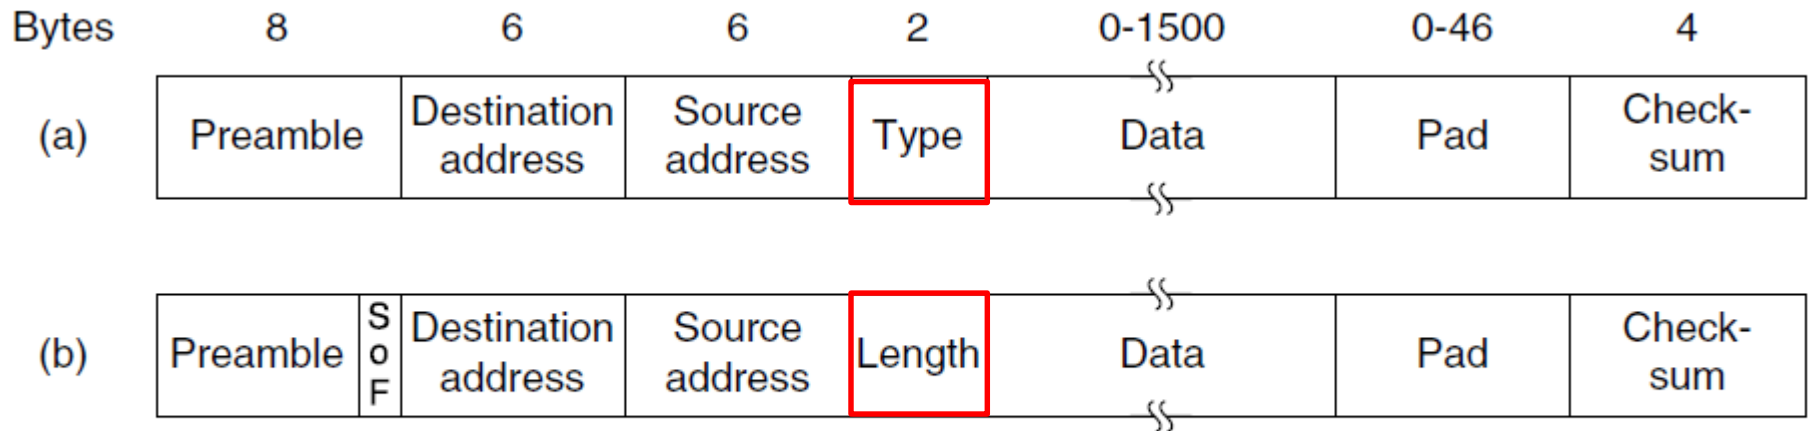 Bytes 8 6 6 2 0-1500 0-46 4
(a) Preamble Destination address Source address Type Data Pad Check-sum
(b) Preamble SoF Destination address Source address Length Data Pad Check-sum